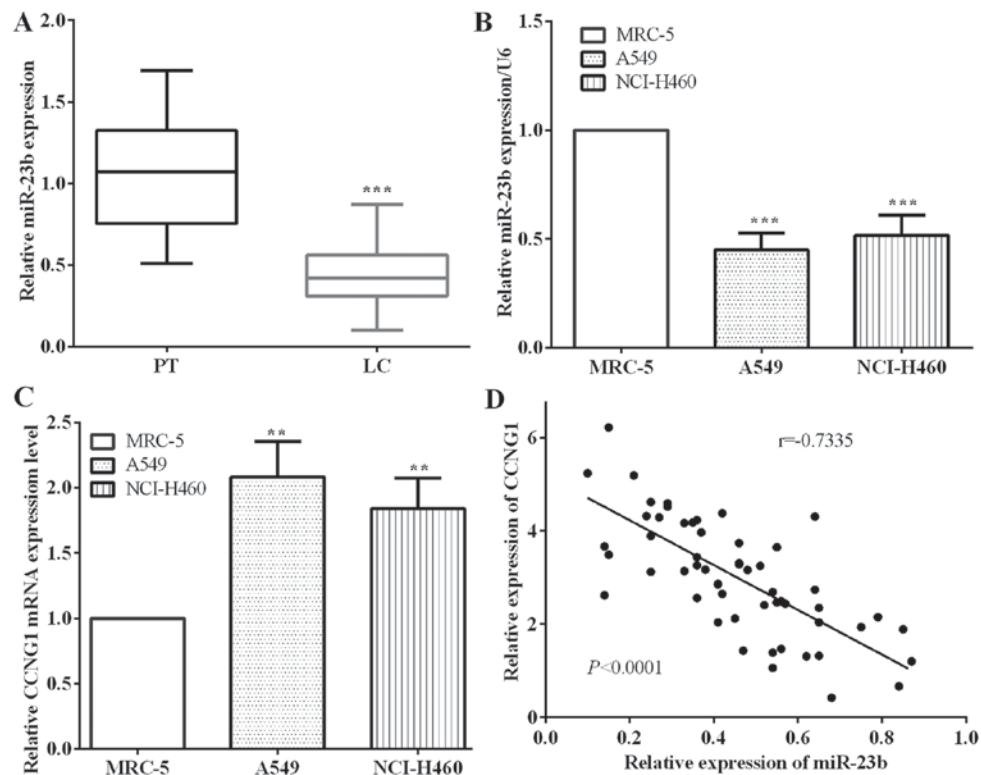 A
Relative miR-23b expression
2.0
1.5
1.0
0.5
0.0
***
PT
LC
B
Relative miR-23b expression/U6
1.5
1.0
0.5
0.0
MRC-5
A549
NCI-H460
***
***
MRC-5
A549
NCI-H460
C
Relative CCNG1 mRNA expressiom level
2.5
2.0
1.5
1.0
0.5
0.0
MRC-5
A549
NCI-H460
**
**
MRC-5
A549
NCI-H460
D
Relative expression of CCNG1
6
4
2
0
r=-0.7335
P<0.0001
0.0
0.2
0.4
0.6
0.8
1.0
Relative expression of miR-23b